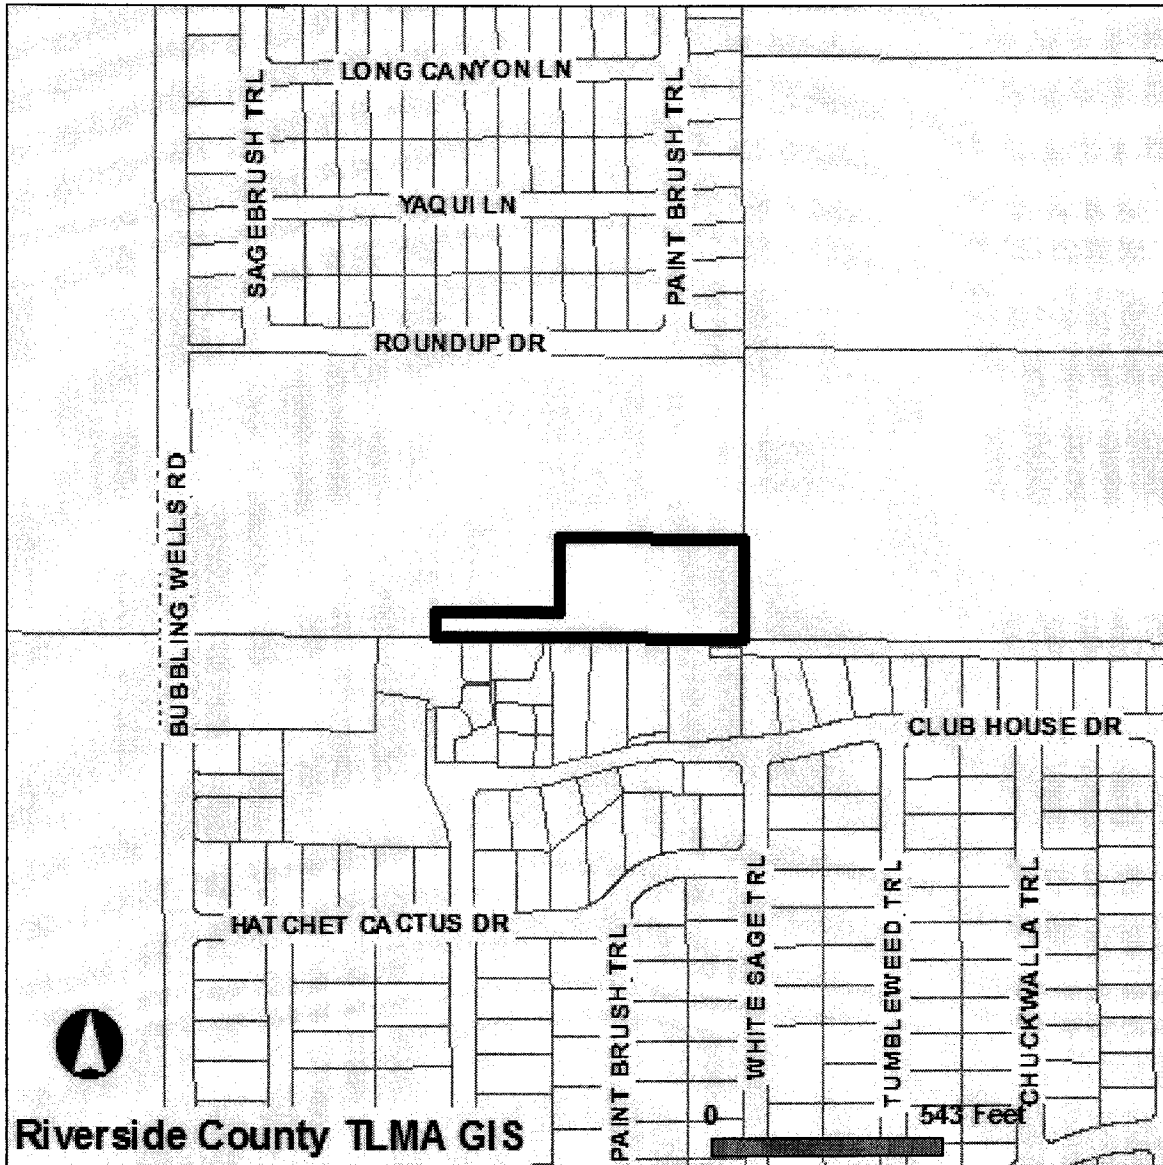 LONG CANYON LN
SAGEBRUSH TRL
PAINT BRUSH TRL
YAQUI LN
ROUNDUP DR
BUBBLING WELLS RD
CLUB HOUSE DR
HATCHET CACTUS DR
PAINT BRUSH TRL
WHITE SAGE TRL
TUMBLEWEED TRL
CHUCKWALLA TRL
0 543 Feet
Riverside County TLMA GIS